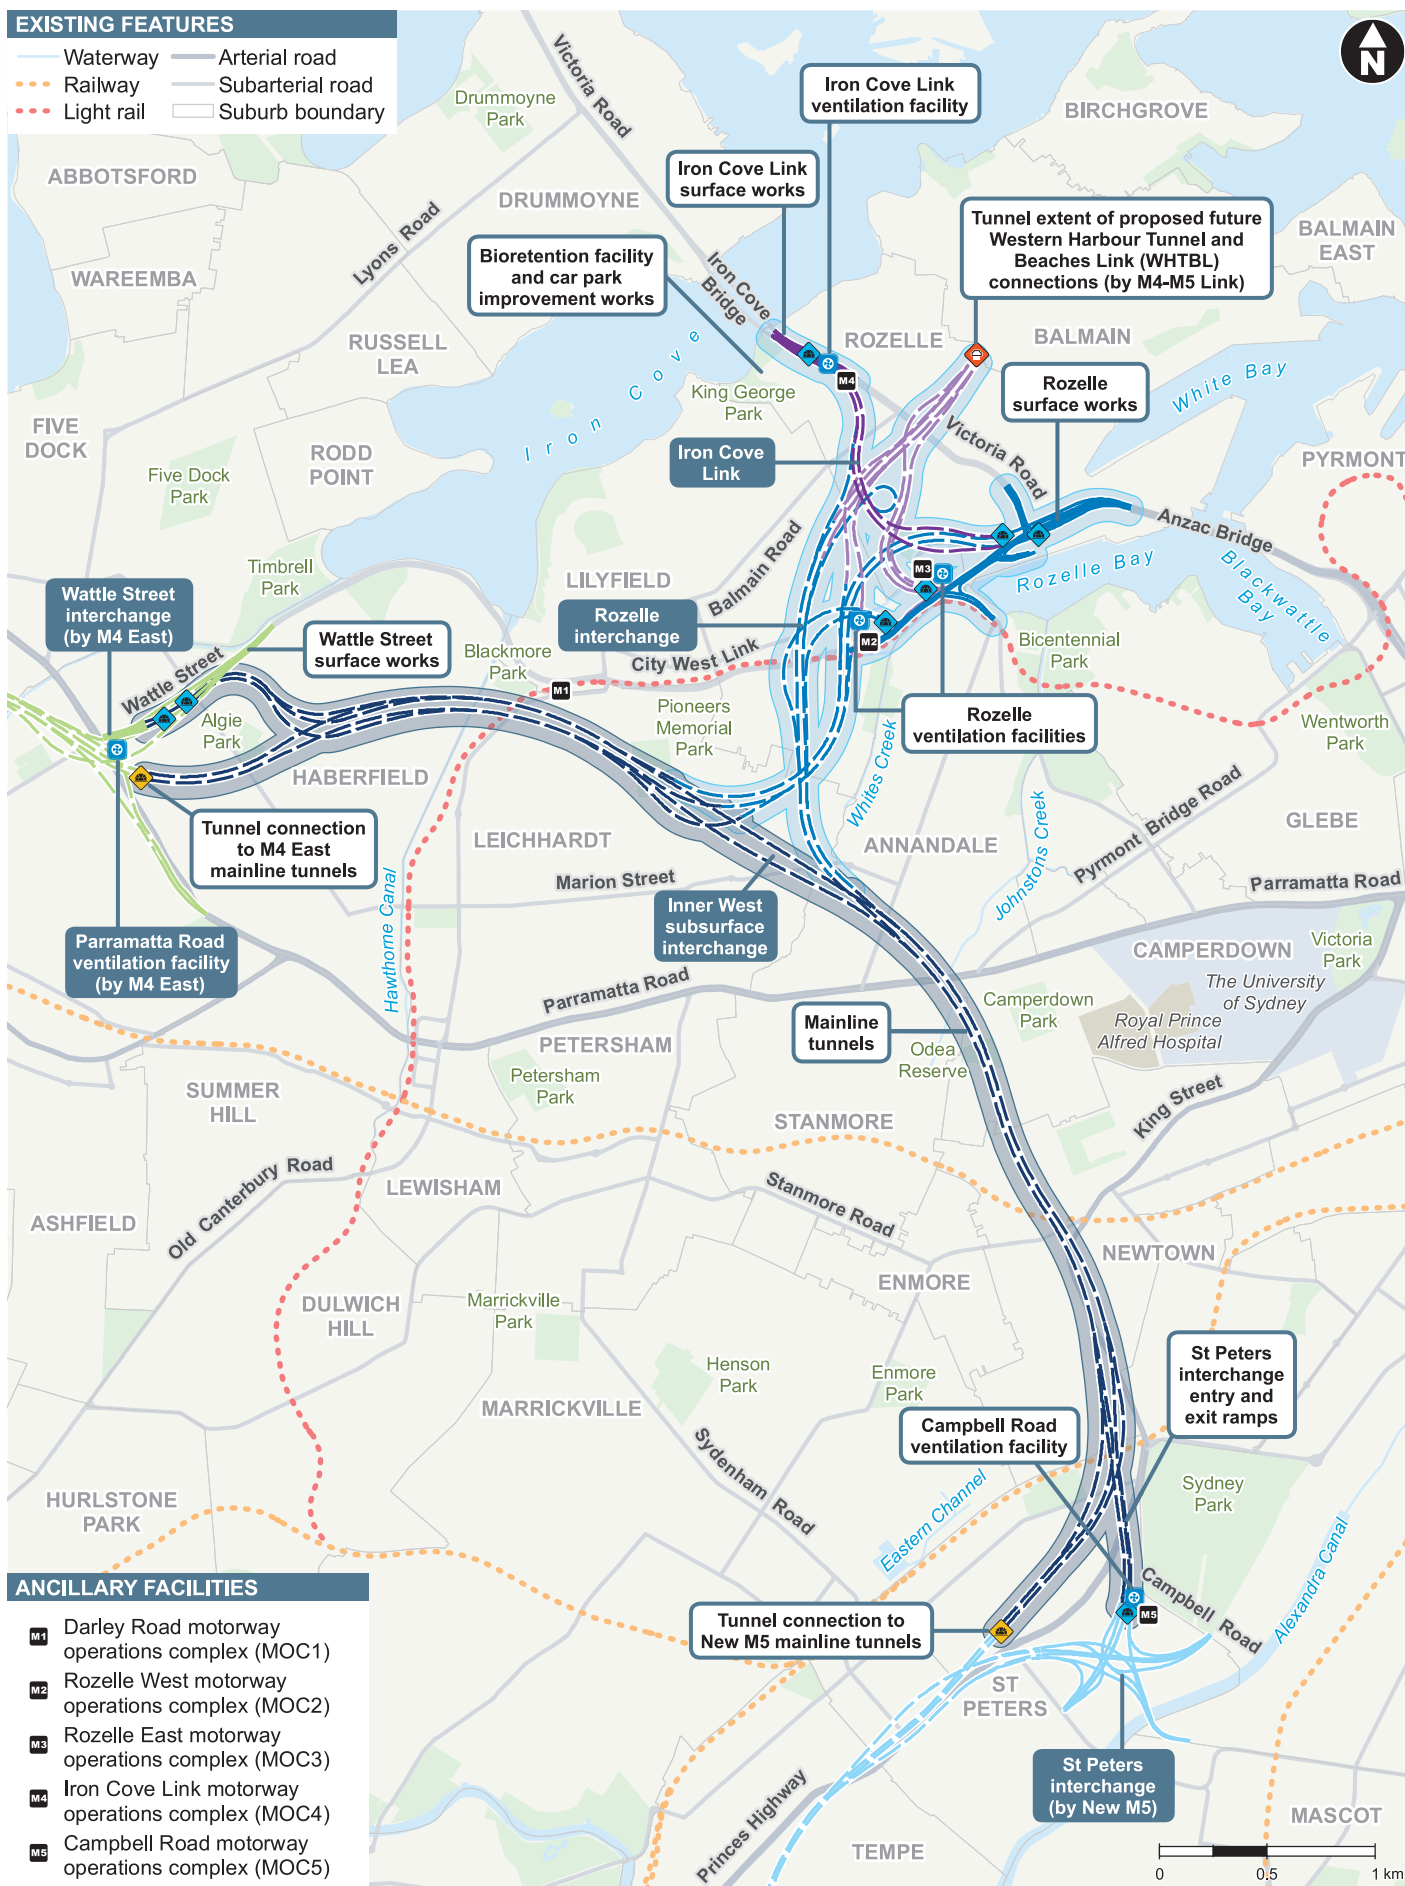 EXISTING FEATURES
Waterway
Arterial road
Railway
Subarterial road
Light rail
Suburb boundary
N
Victoria Road
Drummoyne
Park
Iron Cove Link
ventilation facility
BIRCHGROVE
ABBOTSFORD
DRUMMOYNE
Iron Cove Link
surface works
Lyons Road
Tunnel extent of proposed future
Western Harbour Tunnel and
Beaches Link (WHTBL)
connections (by M4-M5 Link)
BALMAIN
EAST
WAREEMBA
Bioretention facility
and car park
improvement works
Iron Cove
Bridge
RUSSELL
LEA
ROZELLE
BALMAIN
Iron Cove
M4
King George
Park
Rozelle
surface works
White Bay
FIVE
DOCK
RODD
POINT
Five Dock
Park
Iron Cove
Link
Victoria Road
PYRMONT
Anzac Bridge
Timbrell
Park
LILYFIELD
Balmain Road
M3
Rozelle Bay
Blackwattle
Bay
Wattle Street
interchange
(by M4 East)
Wattle Street
surface works
Rozelle
interchange
M2
Bicentennial
Park
Blackmore
Park
City West Link
M1
Wattle Street
Algie
Park
Pioneers
Memorial
Park
Rozelle
ventilation facilities
Wentworth
Park
HABERFIELD
Whites Creek
Tunnel connection
to M4 East
mainline tunnels
LEICHHARDT
ANNANDALE
Johnstons Creek
Pyrmont Bridge Road
GLEBE
Marion Street
Parramatta Road
Hawthorne Canal
Inner West
subsurface
interchange
Parramatta Road
ventilation facility
(by M4 East)
CAMPERDOWN
Victoria
Park
The University
of Sydney
Parramatta Road
Camperdown
Park
Royal Prince
Alfred Hospital
Mainline
tunnels
PETERSHAM
Odea
Reserve
Petersham
Park
SUMMER
HILL
STANMORE
King Street
Old Canterbury Road
LEWISHAM
Stanmore Road
ASHFIELD
NEWTOWN
ENMORE
DULWICH
HILL
Marrickville
Park
Henson
Park
Enmore
Park
St Peters
interchange
entry and
exit ramps
MARRICKVILLE
Campbell Road
ventilation facility
Sydenham Road
Sydney
Park
HURLSTONE
PARK
Eastern Channel
Alexandra Canal
Campbell Road
M5
Tunnel connection to
New M5 mainline tunnels
ST
PETERS
St Peters
interchange
(by New M5)
Princes Highway
MASCOT
TEMPE
0
0.5
1 km
ANCILLARY FACILITIES
M1 Darley Road motorway
operations complex (MOC1)
M2 Rozelle West motorway
operations complex (MOC2)
M3 Rozelle East motorway
operations complex (MOC3)
M4 Iron Cove Link motorway
operations complex (MOC4)
M5 Campbell Road motorway
operations complex (MOC5)